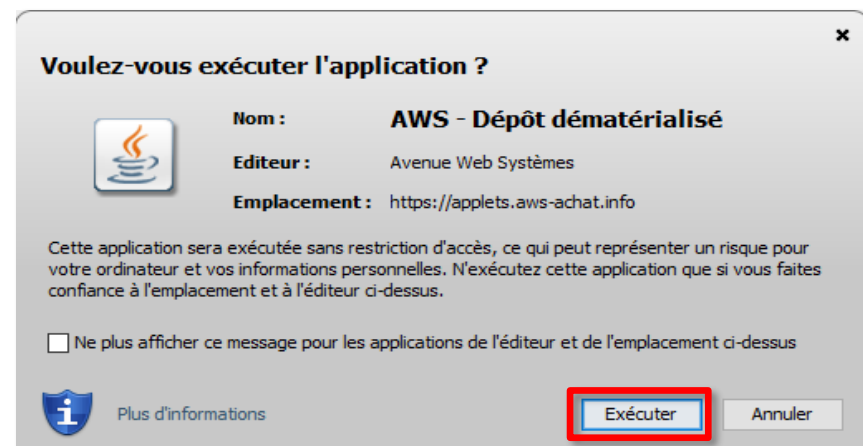 Voulez-vous exécuter l'application ?
Nom : AWS - Dépôt dématérialisé
Editeur : Avenue Web Systèmes
Emplacement : https://applets.aws-achat.info
Cette application sera exécutée sans restriction d'accès, ce qui peut représenter un risque pour
votre ordinateur et vos informations personnelles. N'exécutez cette application que si vous faites
confiance à l'emplacement et à l'éditeur ci-dessus.
Ne plus afficher ce message pour les applications de l'éditeur et de l'emplacement ci-dessus
Plus d'informations Exécuter Annuler